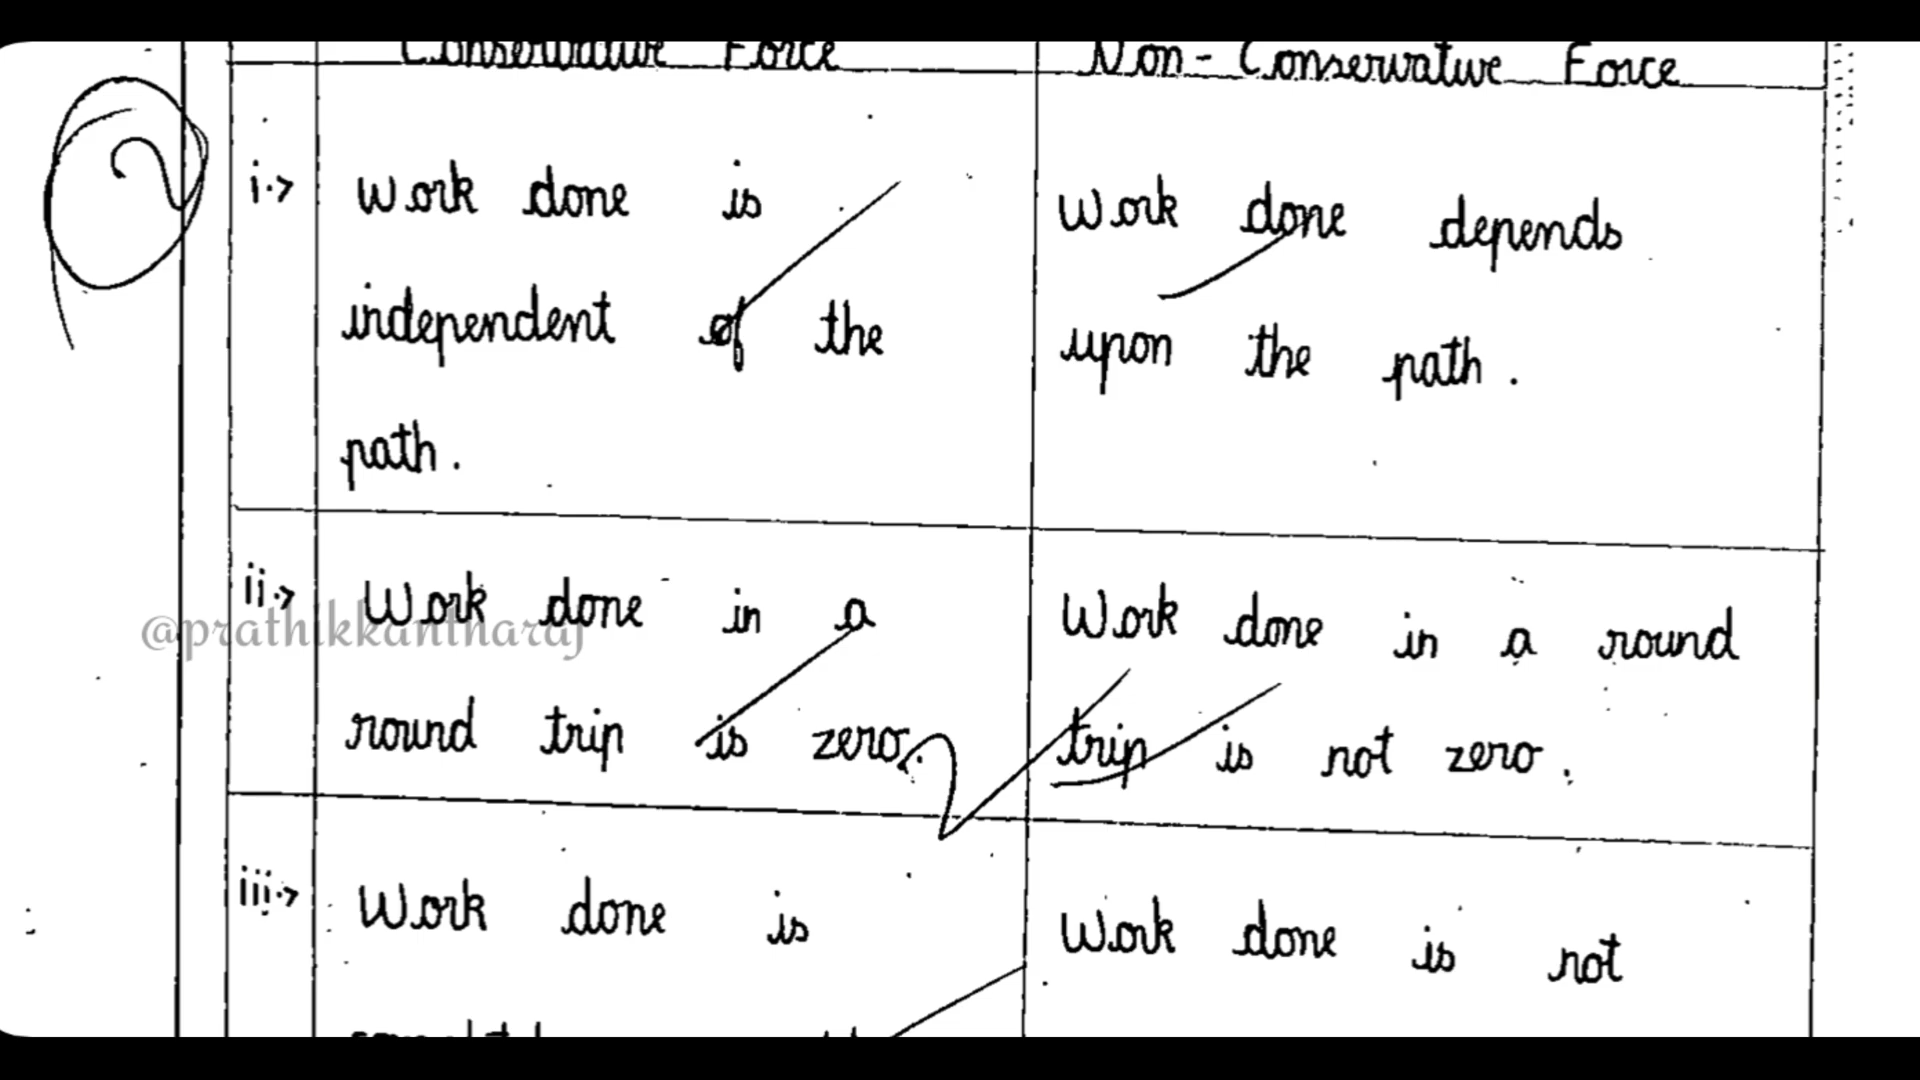 Conservative Force
Non-Conservative Force
i.>
Work done is
independent of the
path.
Work done depends
upon the path.
ii.>
Work done in a
round trip is zero.
Work done in a round
trip is not zero.
@prathikkantharaj
iii.>
Work done is
Work done is not